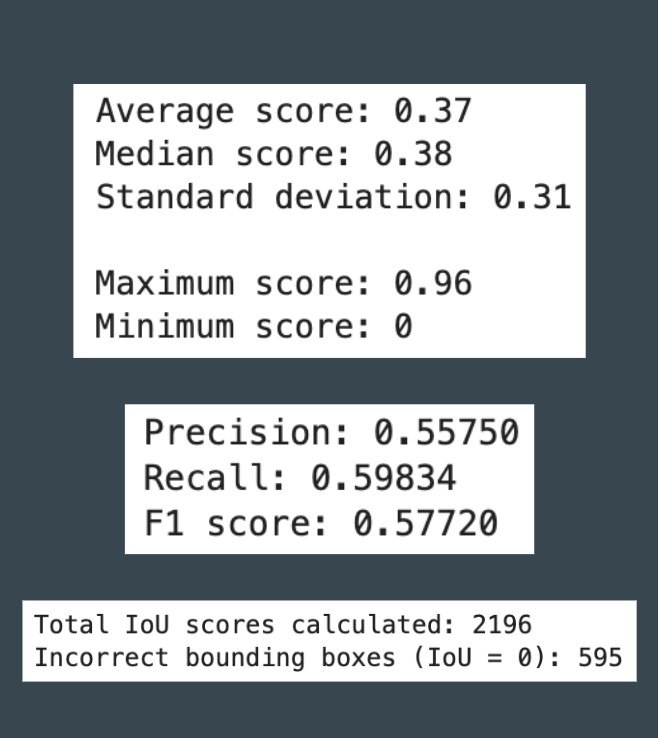 Average score: 0.37
Median score: 0.38
Standard deviation: 0.31
Maximum score: 0.96
Minimum score: 0
Precision: 0.55750
Recall: 0.59834
F1 score: 0.57720
Total IoU scores calculated: 2196
Incorrect bounding boxes (IoU = 0): 595